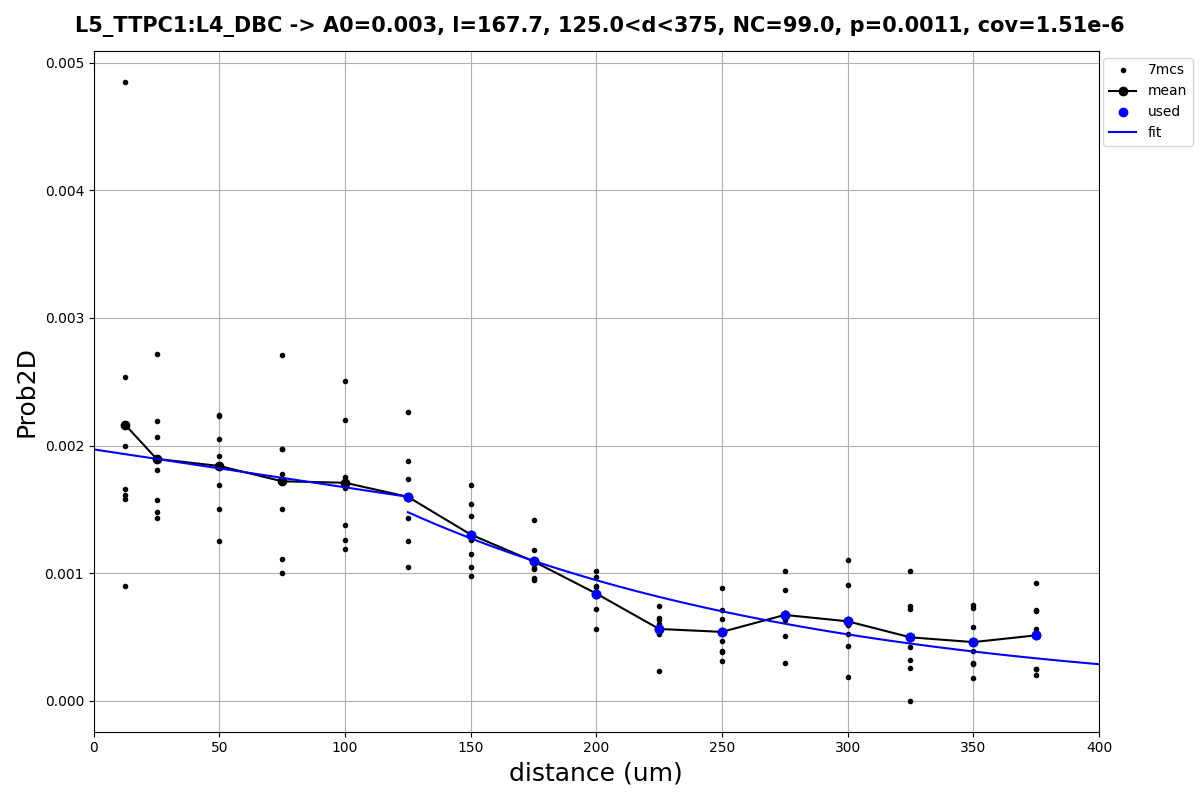 L5_TTPC1:L4_DBC -> A0=0.003, l=167.7, 125.0<d<375, NC=99.0, p=0.0011, cov=1.51e-6
7mcs
mean
used
fit
Prob2D
0.005
0.004
0.003
0.002
0.001
0.000
0 50 100 150 200 250 300 350 400
distance (um)